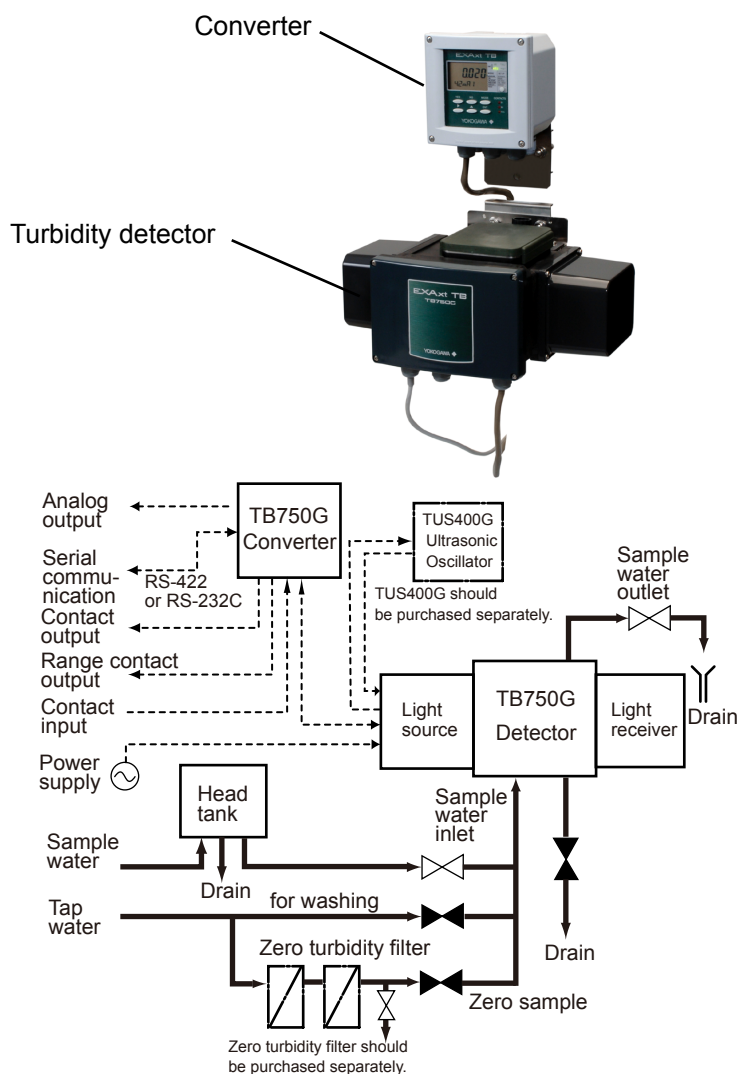 Converter
EXAxt TB
0.020
YOKOGAWA
Turbidity detector
EXAxt TB
TB750G
YOKOGAWA
Analog
output
TB750G
Converter
TUS400G
Ultrasonic
Oscillator
Sample
water
outlet
Serial
commu-
nication
RS-422
or RS-232C
TUS400G should
be purchased separately.
Contact
output
Range contact
output
Contact
input
Light
source
TB750G
Detector
Light
receiver
Drain
Power
supply
Head
tank
Sample
water
inlet
Sample
water
Drain
Tap
water
for washing
Zero turbidity filter
Drain
Zero sample
Zero turbidity filter should
be purchased separately.